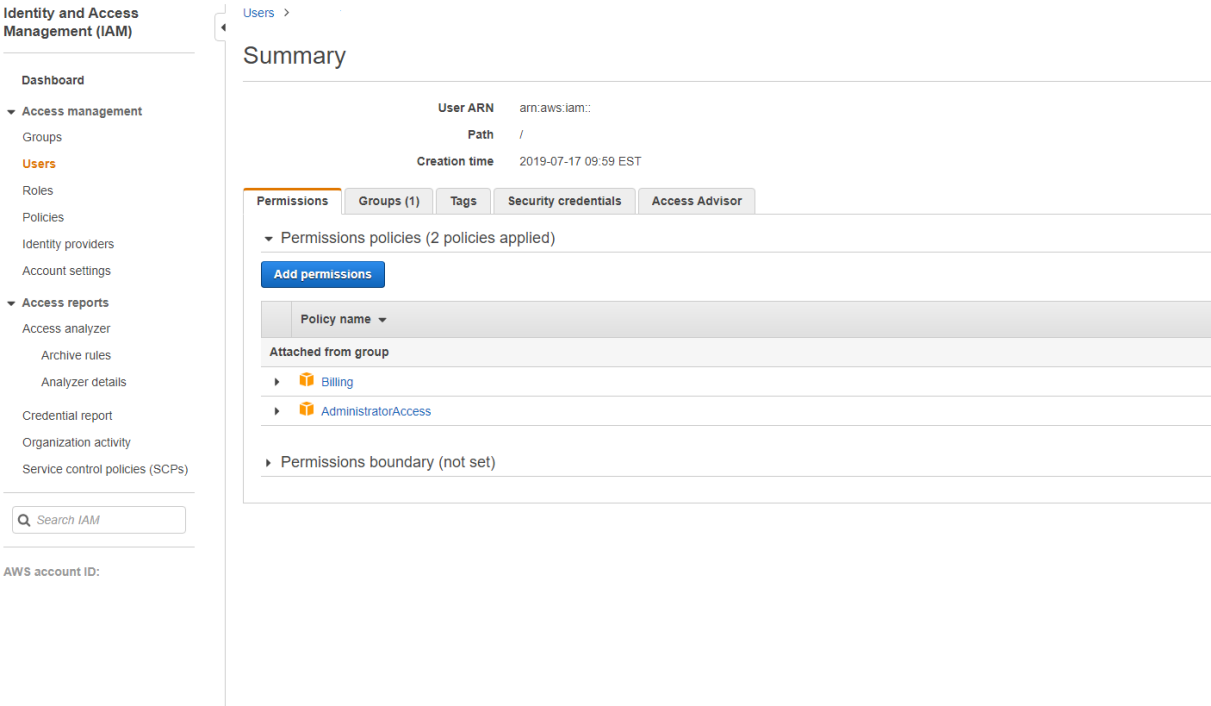 Identity and Access
Management (IAM)
Dashboard
Access management
Groups
Users
Roles
Policies
Identity providers
Account settings
Access reports
Access analyzer
Archive rules
Analyzer details
Credential report
Organization activity
Service control policies (SCPs)
Search IAM
AWS account ID:
Users >
Summary
User ARN arn:aws:iam::
Path /
Creation time 2019-07-17 09:59 EST
Permissions Groups (1) Tags Security credentials Access Advisor
Permissions policies (2 policies applied)
Add permissions
Policy name
Attached from group
Billing
AdministratorAccess
Permissions boundary (not set)